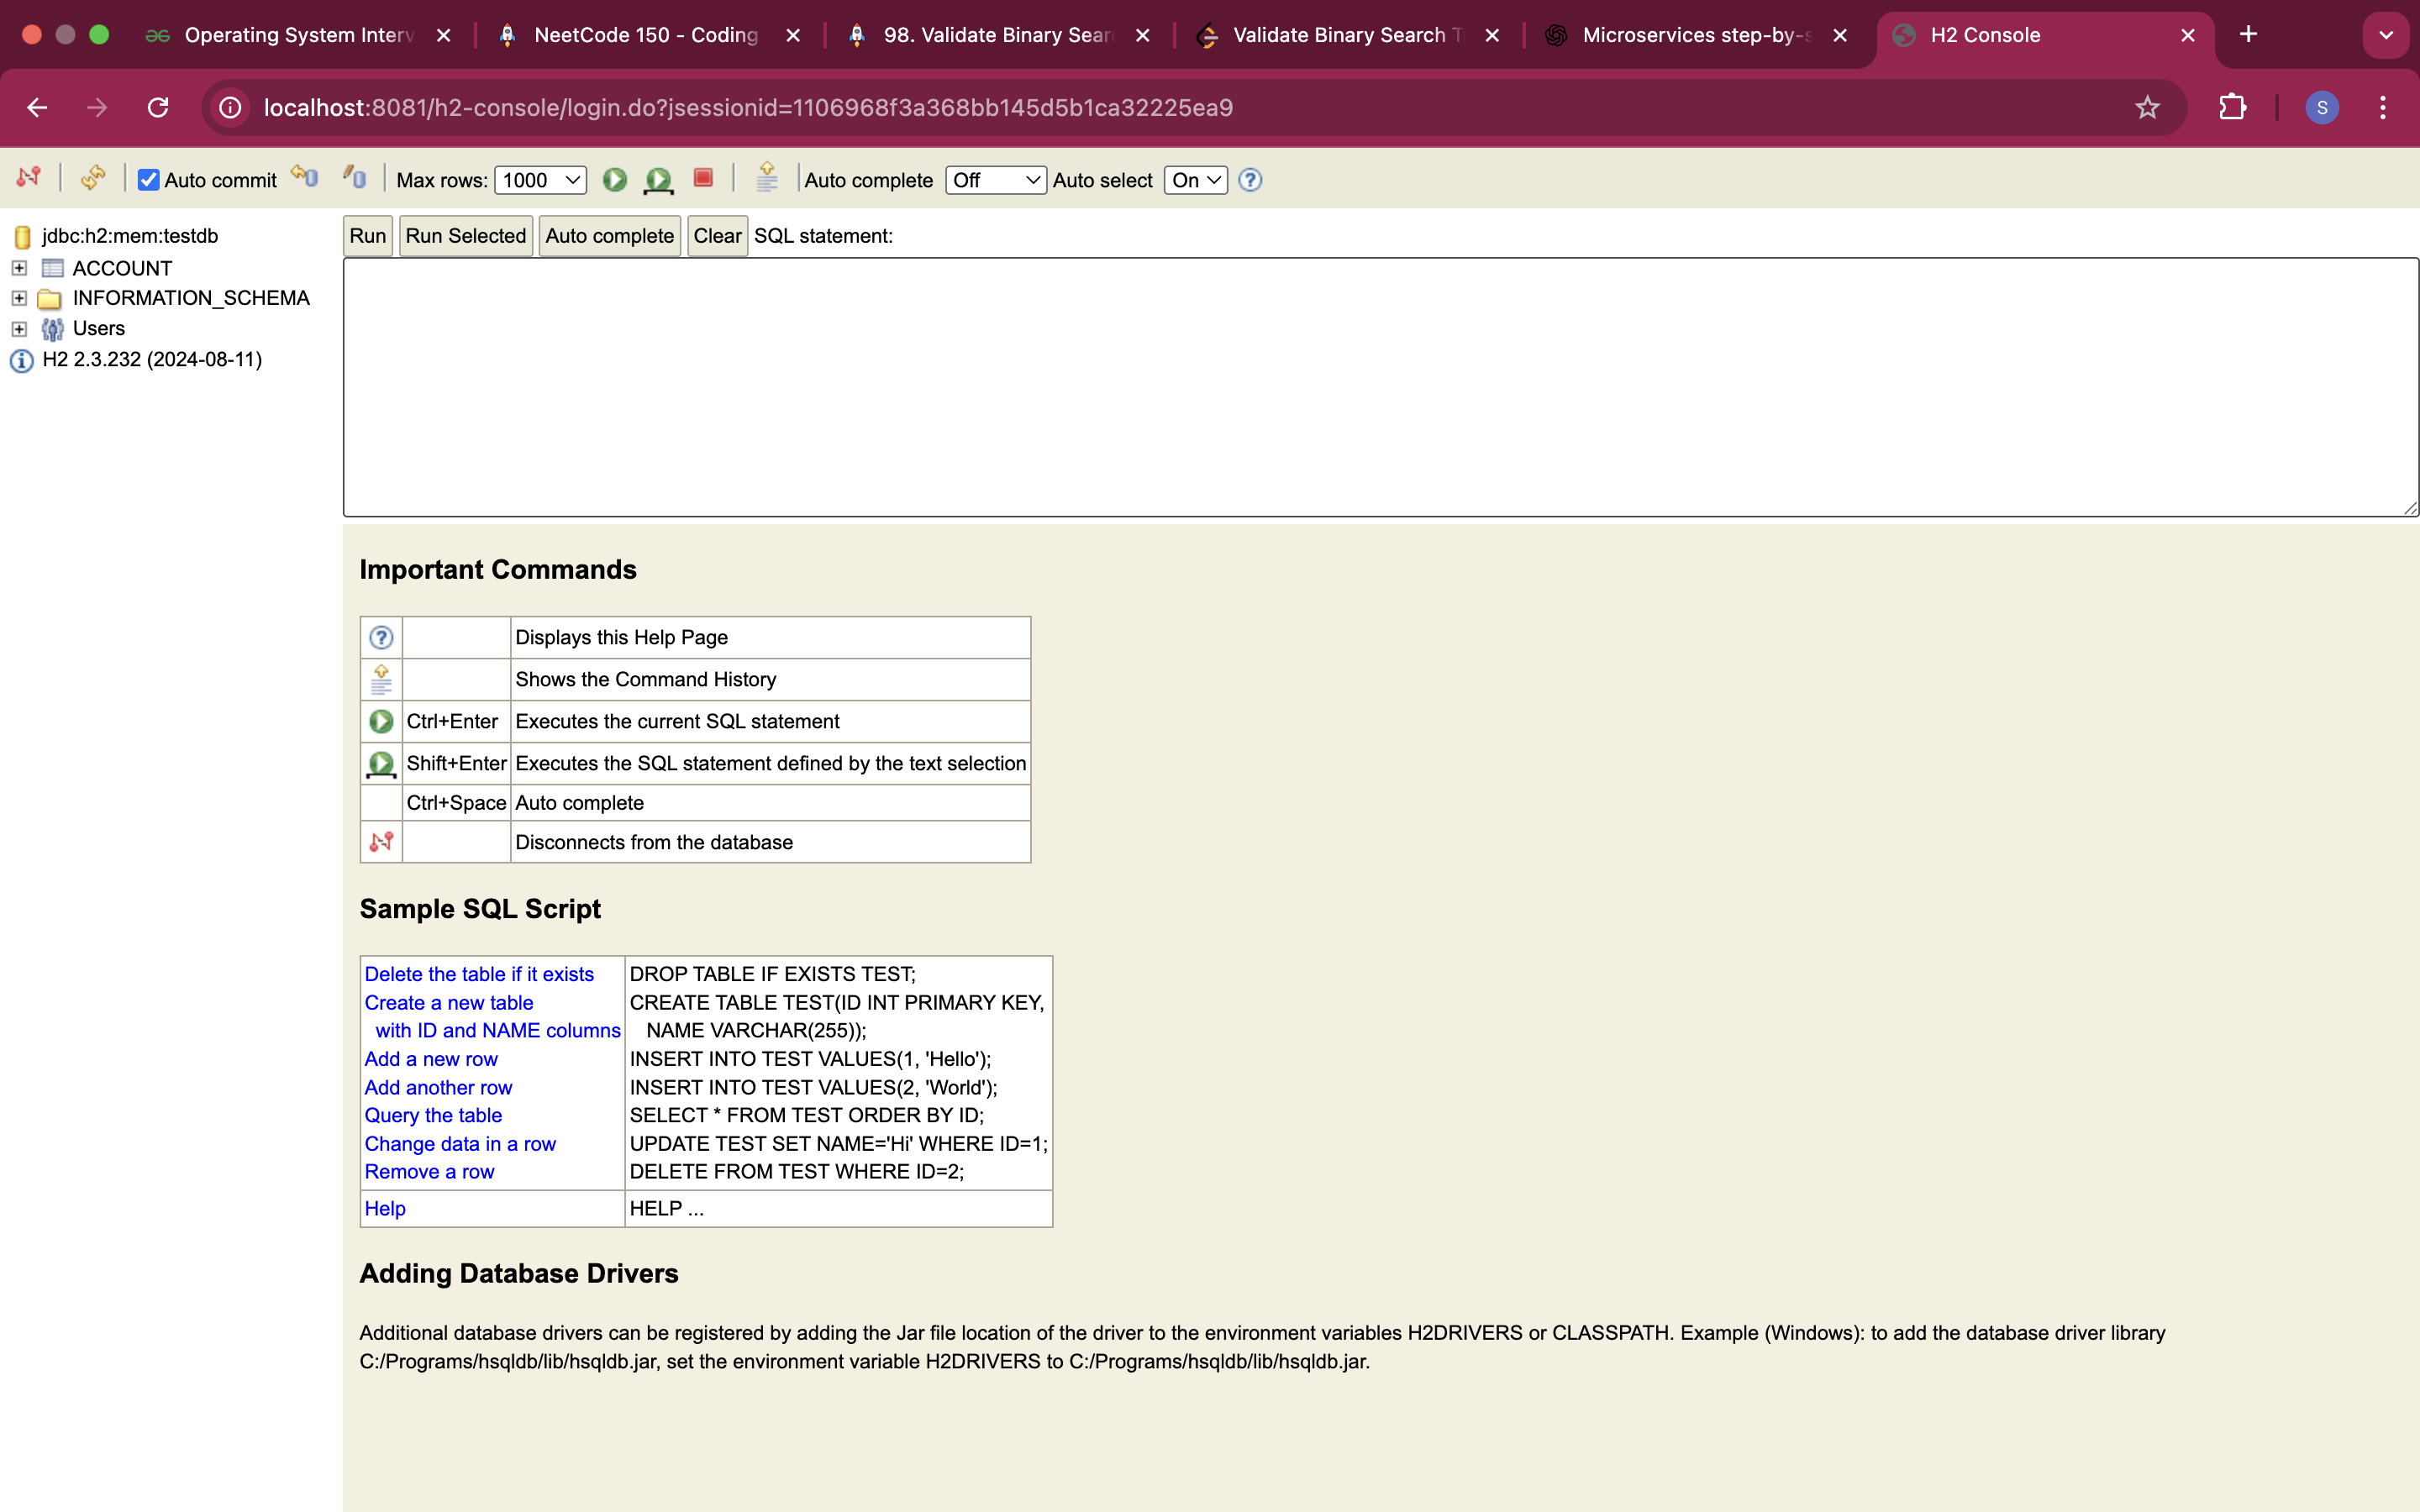 Operating System Interv
NeetCode 150 - Coding
98. Validate Binary Sear
Validate Binary Search T
Microservices step-by-s
H2 Console
localhost:8081/h2-console/login.do?jsessionid=1106968f3a368bb145d5b1ca32225ea9
S
Auto commit
Max rows: 1000
Auto complete Off
Auto select On
jdbc:h2:mem:testdb
ACCOUNT
INFORMATION_SCHEMA
Users
H2 2.3.232 (2024-08-11)
Run Run Selected Auto complete Clear SQL statement:
Important Commands
Displays this Help Page
Shows the Command History
Ctrl+Enter Executes the current SQL statement
Shift+Enter Executes the SQL statement defined by the text selection
Ctrl+Space Auto complete
Disconnects from the database
Sample SQL Script
Delete the table if it exists DROP TABLE IF EXISTS TEST;
Create a new table CREATE TABLE TEST(ID INT PRIMARY KEY,
with ID and NAME columns NAME VARCHAR(255));
Add a new row INSERT INTO TEST VALUES(1, 'Hello');
Add another row INSERT INTO TEST VALUES(2, 'World');
Query the table SELECT * FROM TEST ORDER BY ID;
Change data in a row UPDATE TEST SET NAME='Hi' WHERE ID=1;
Remove a row DELETE FROM TEST WHERE ID=2;
Help HELP ...
Adding Database Drivers
Additional database drivers can be registered by adding the Jar file location of the driver to the environment variables H2DRIVERS or CLASSPATH. Example (Windows): to add the database driver library
C:/Programs/hsqldb/lib/hsqldb.jar, set the environment variable H2DRIVERS to C:/Programs/hsqldb/lib/hsqldb.jar.